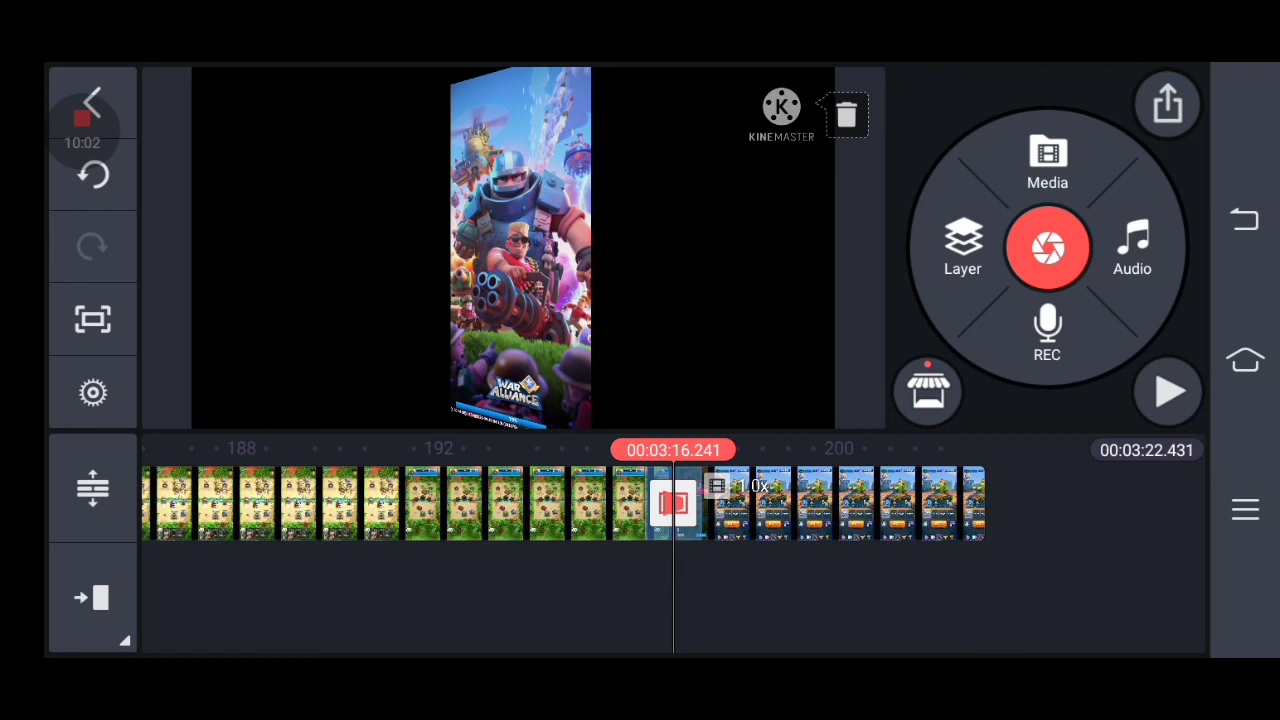 10:02
KINEMASTER
WAR
ALLIANCE
Media
Layer
Audio
REC
188
192
00:03:16.241
200
00:03:22.431
1.0x